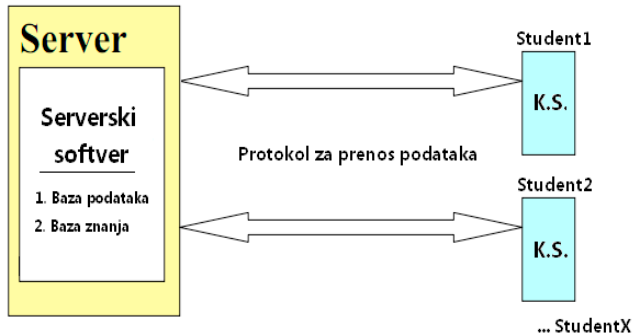 Server
Serverski
softver
1. Baza podataka
2. Baza znanja
Protokol za prenos podataka
Student1
K.S.
Student2
K.S.
... StudentX